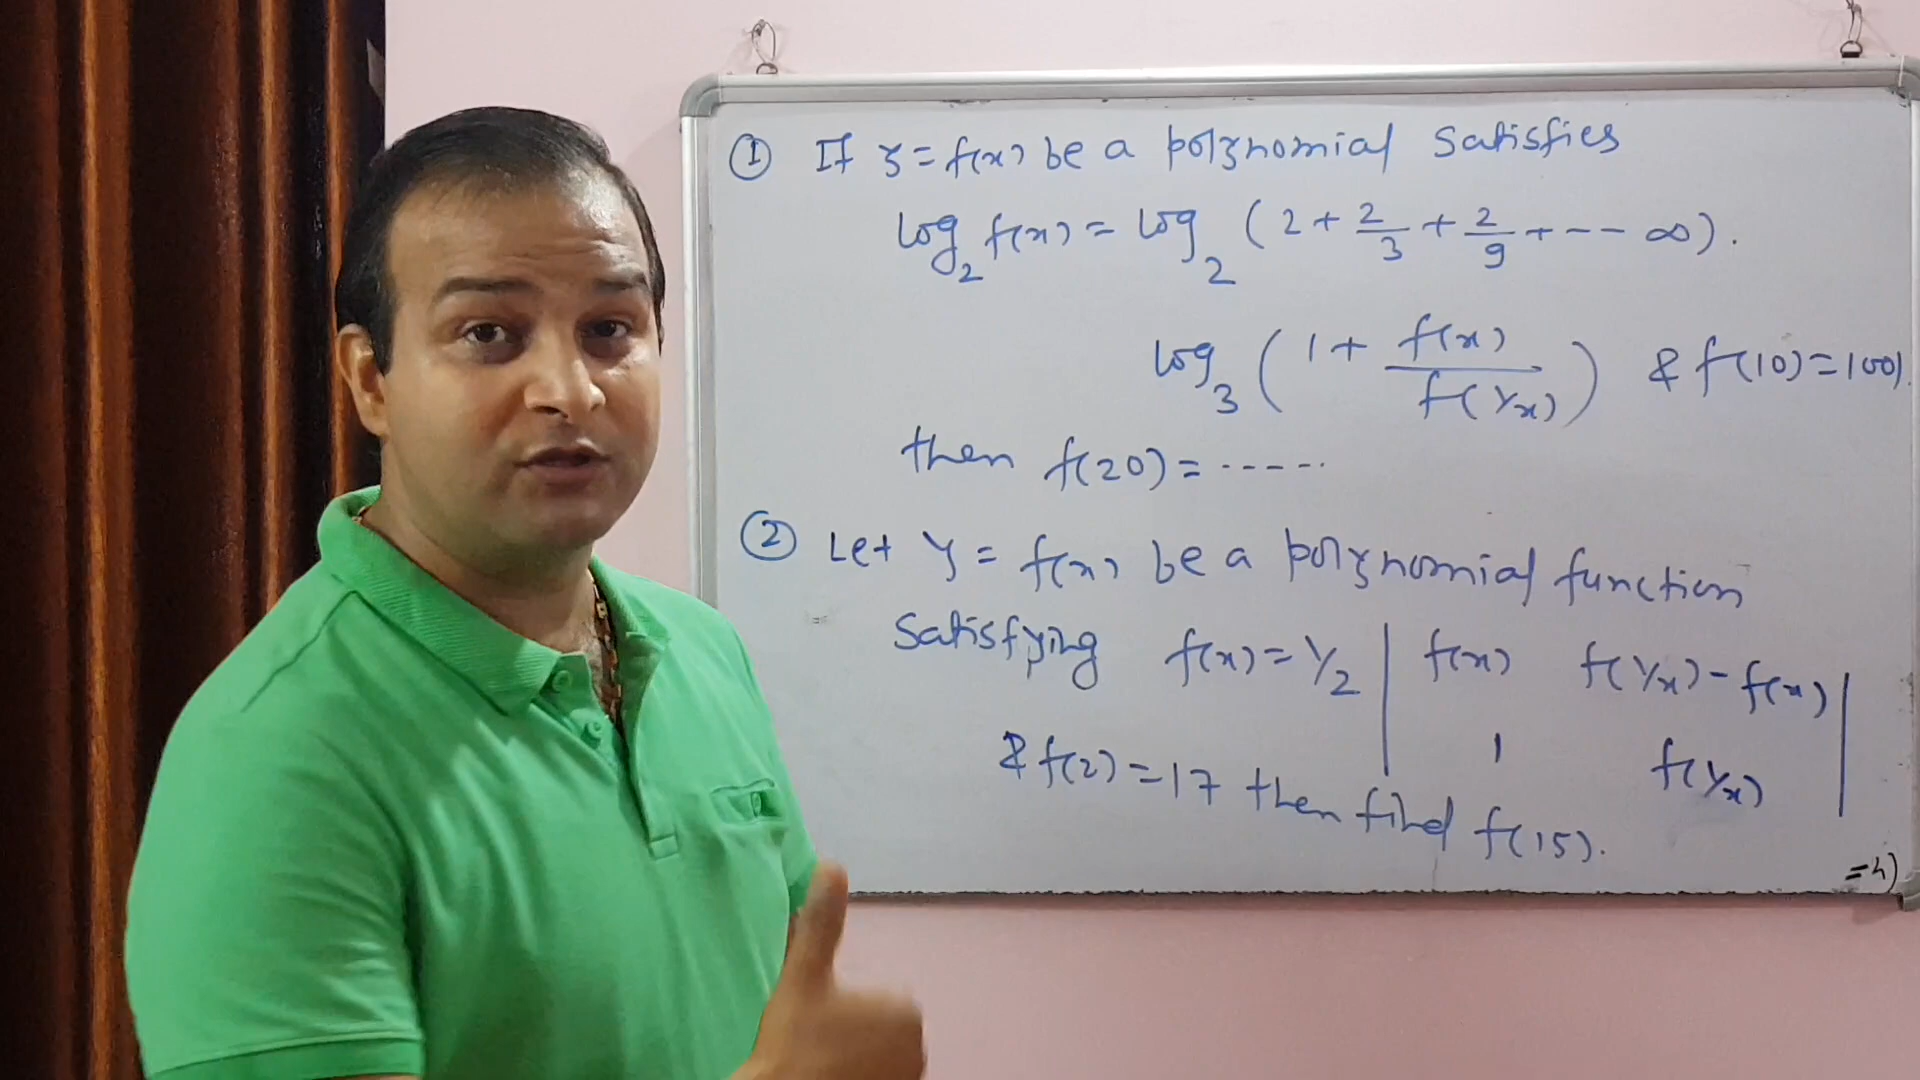 ① If y = f(x) be a polynomial satisfies
log₂ f(x) = log₂ (2 + 2/3 + 2/9 + --- ∞).
log₃ (1 + f(x)/f(1/x)) & f(10) = 1001.
then f(20) = -----.
② Let y = f(x) be a polynomial function
satisfying f(x) = 1/2 | f(x) f(1/x) - f(x) |
| 1 f(1/x) |
& f(2) = 17 then find f(15).